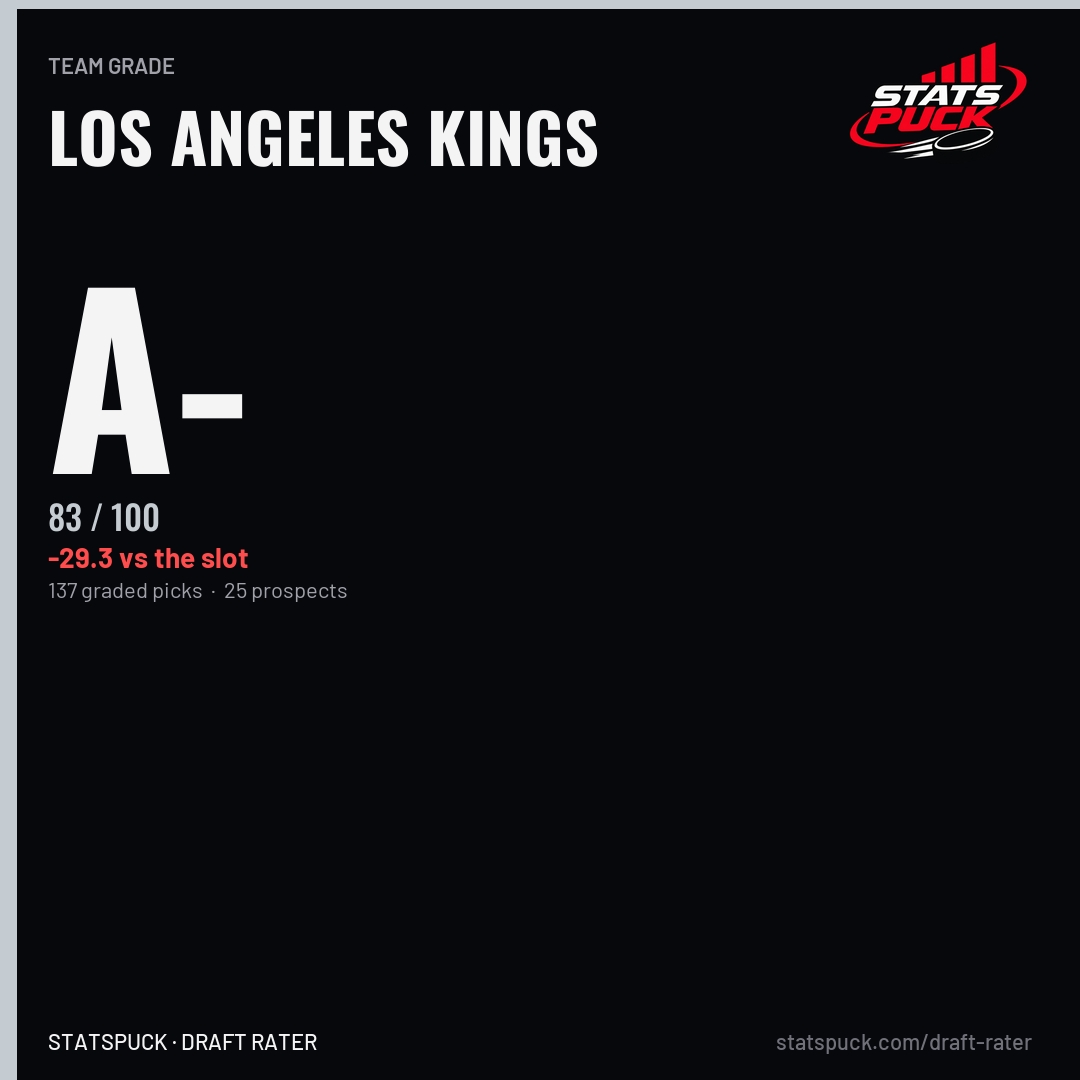 TEAM GRADE
LOS ANGELES KINGS
STATS
PUCK
A-
83 / 100
-29.3 vs the slot
137 graded picks · 25 prospects
STATSPUCK · DRAFT RATER
statspuck.com/draft-rater